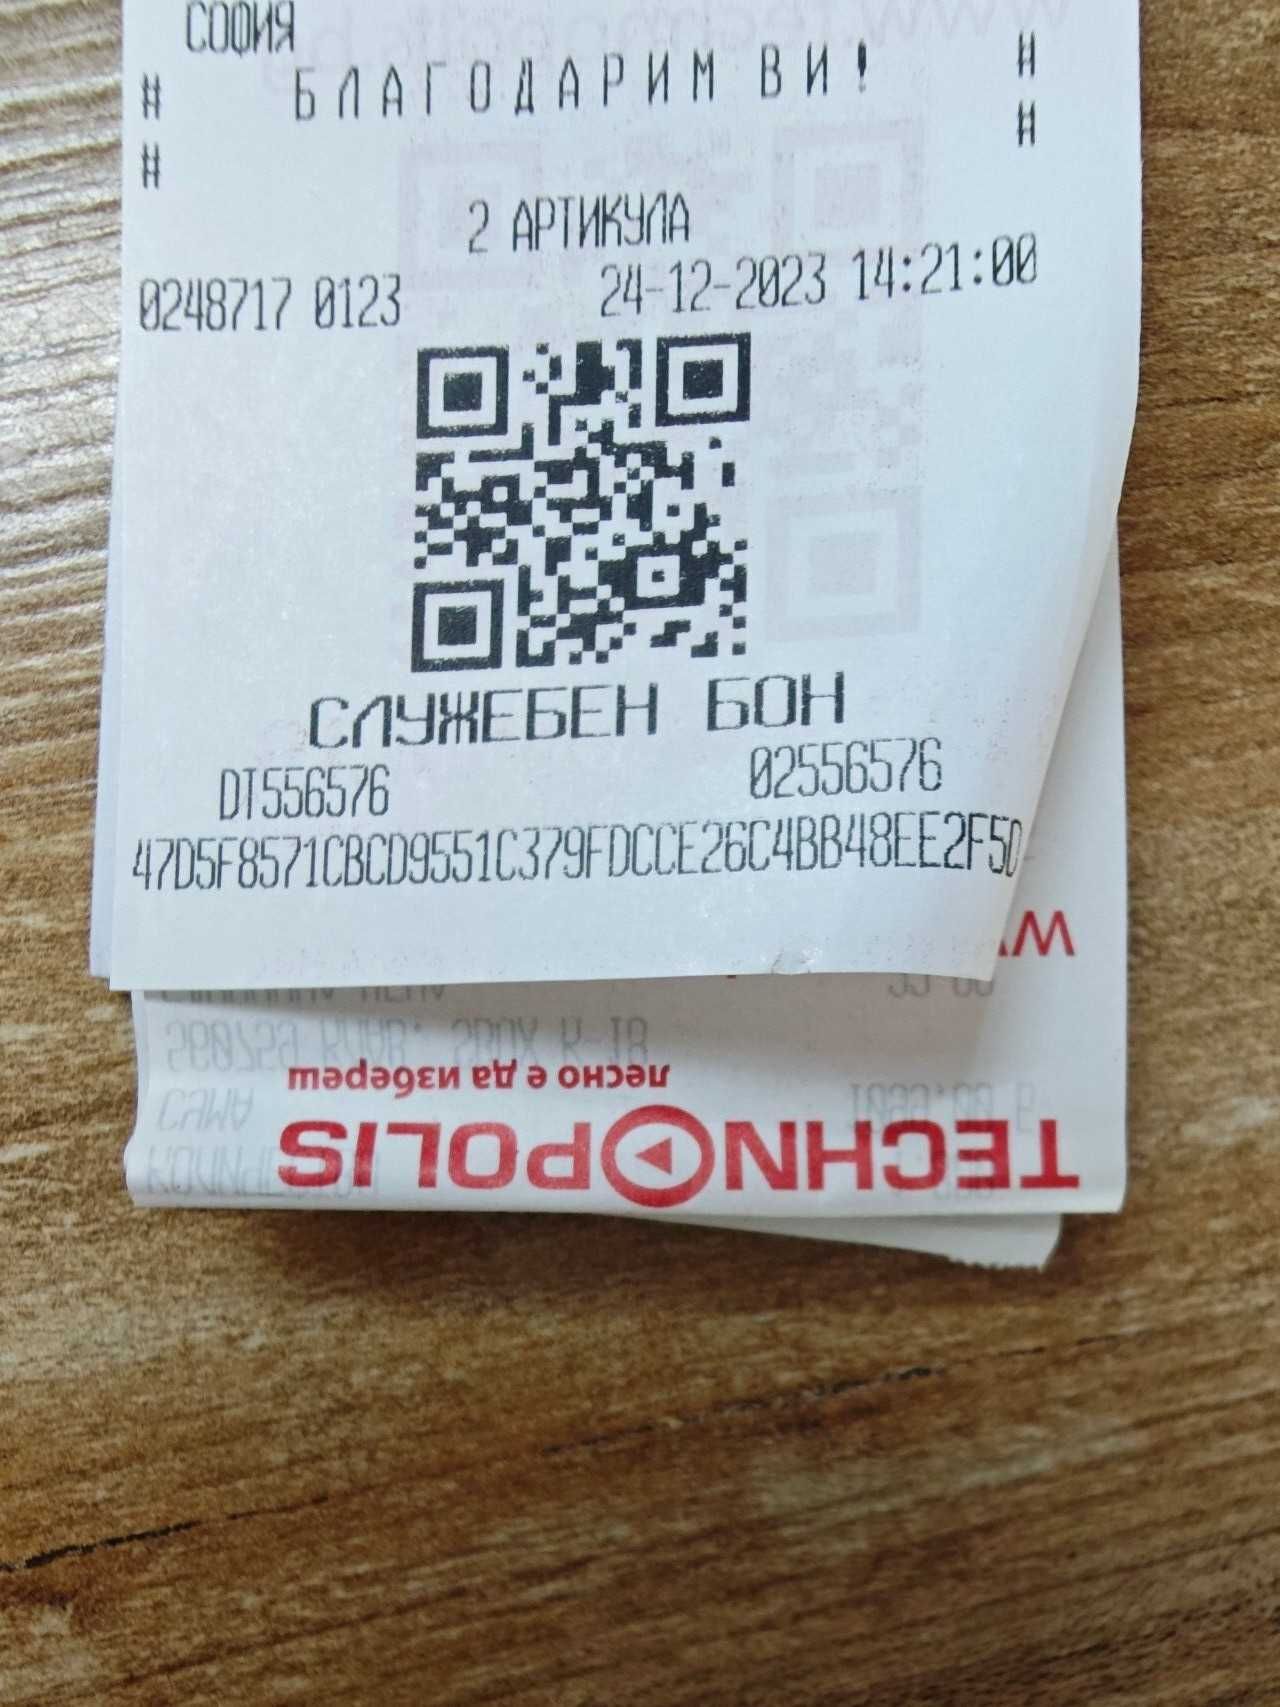 СОФИЯ
# БЛАГОДАРИМ ВИ! #
# #
2 АРТИКУЛА
0248717 0123 24-12-2023 14:21:00
СЛУЖЕБЕН БОН
DT556576 02556576
47D5F8571CBCD9551C379FDCCE26C4BB48EE2F5D
лесно е да избереш
TECHNOPOLIS